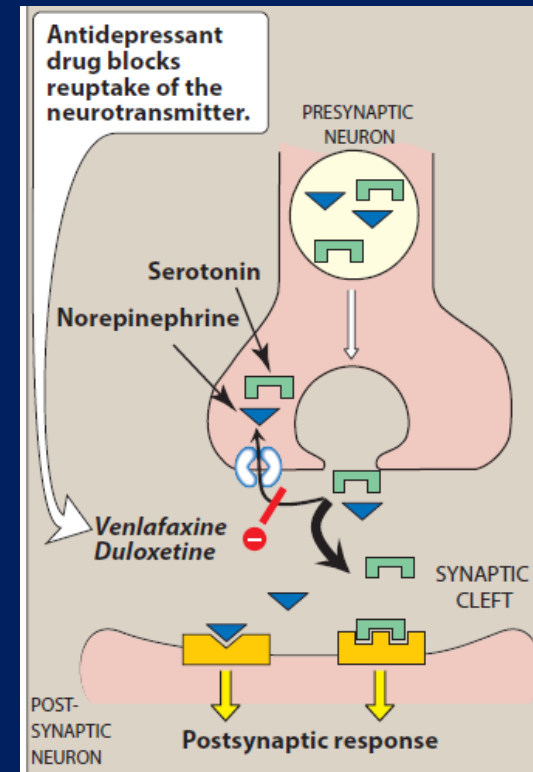 Antidepressant
drug blocks
reuptake of the
neurotransmitter.
PRESYNAPTIC
NEURON
Serotonin
Norepinephrine
Venlafaxine
Duloxetine
SYNAPTIC
CLEFT
POST-
SYNAPTIC
NEURON
Postsynaptic response